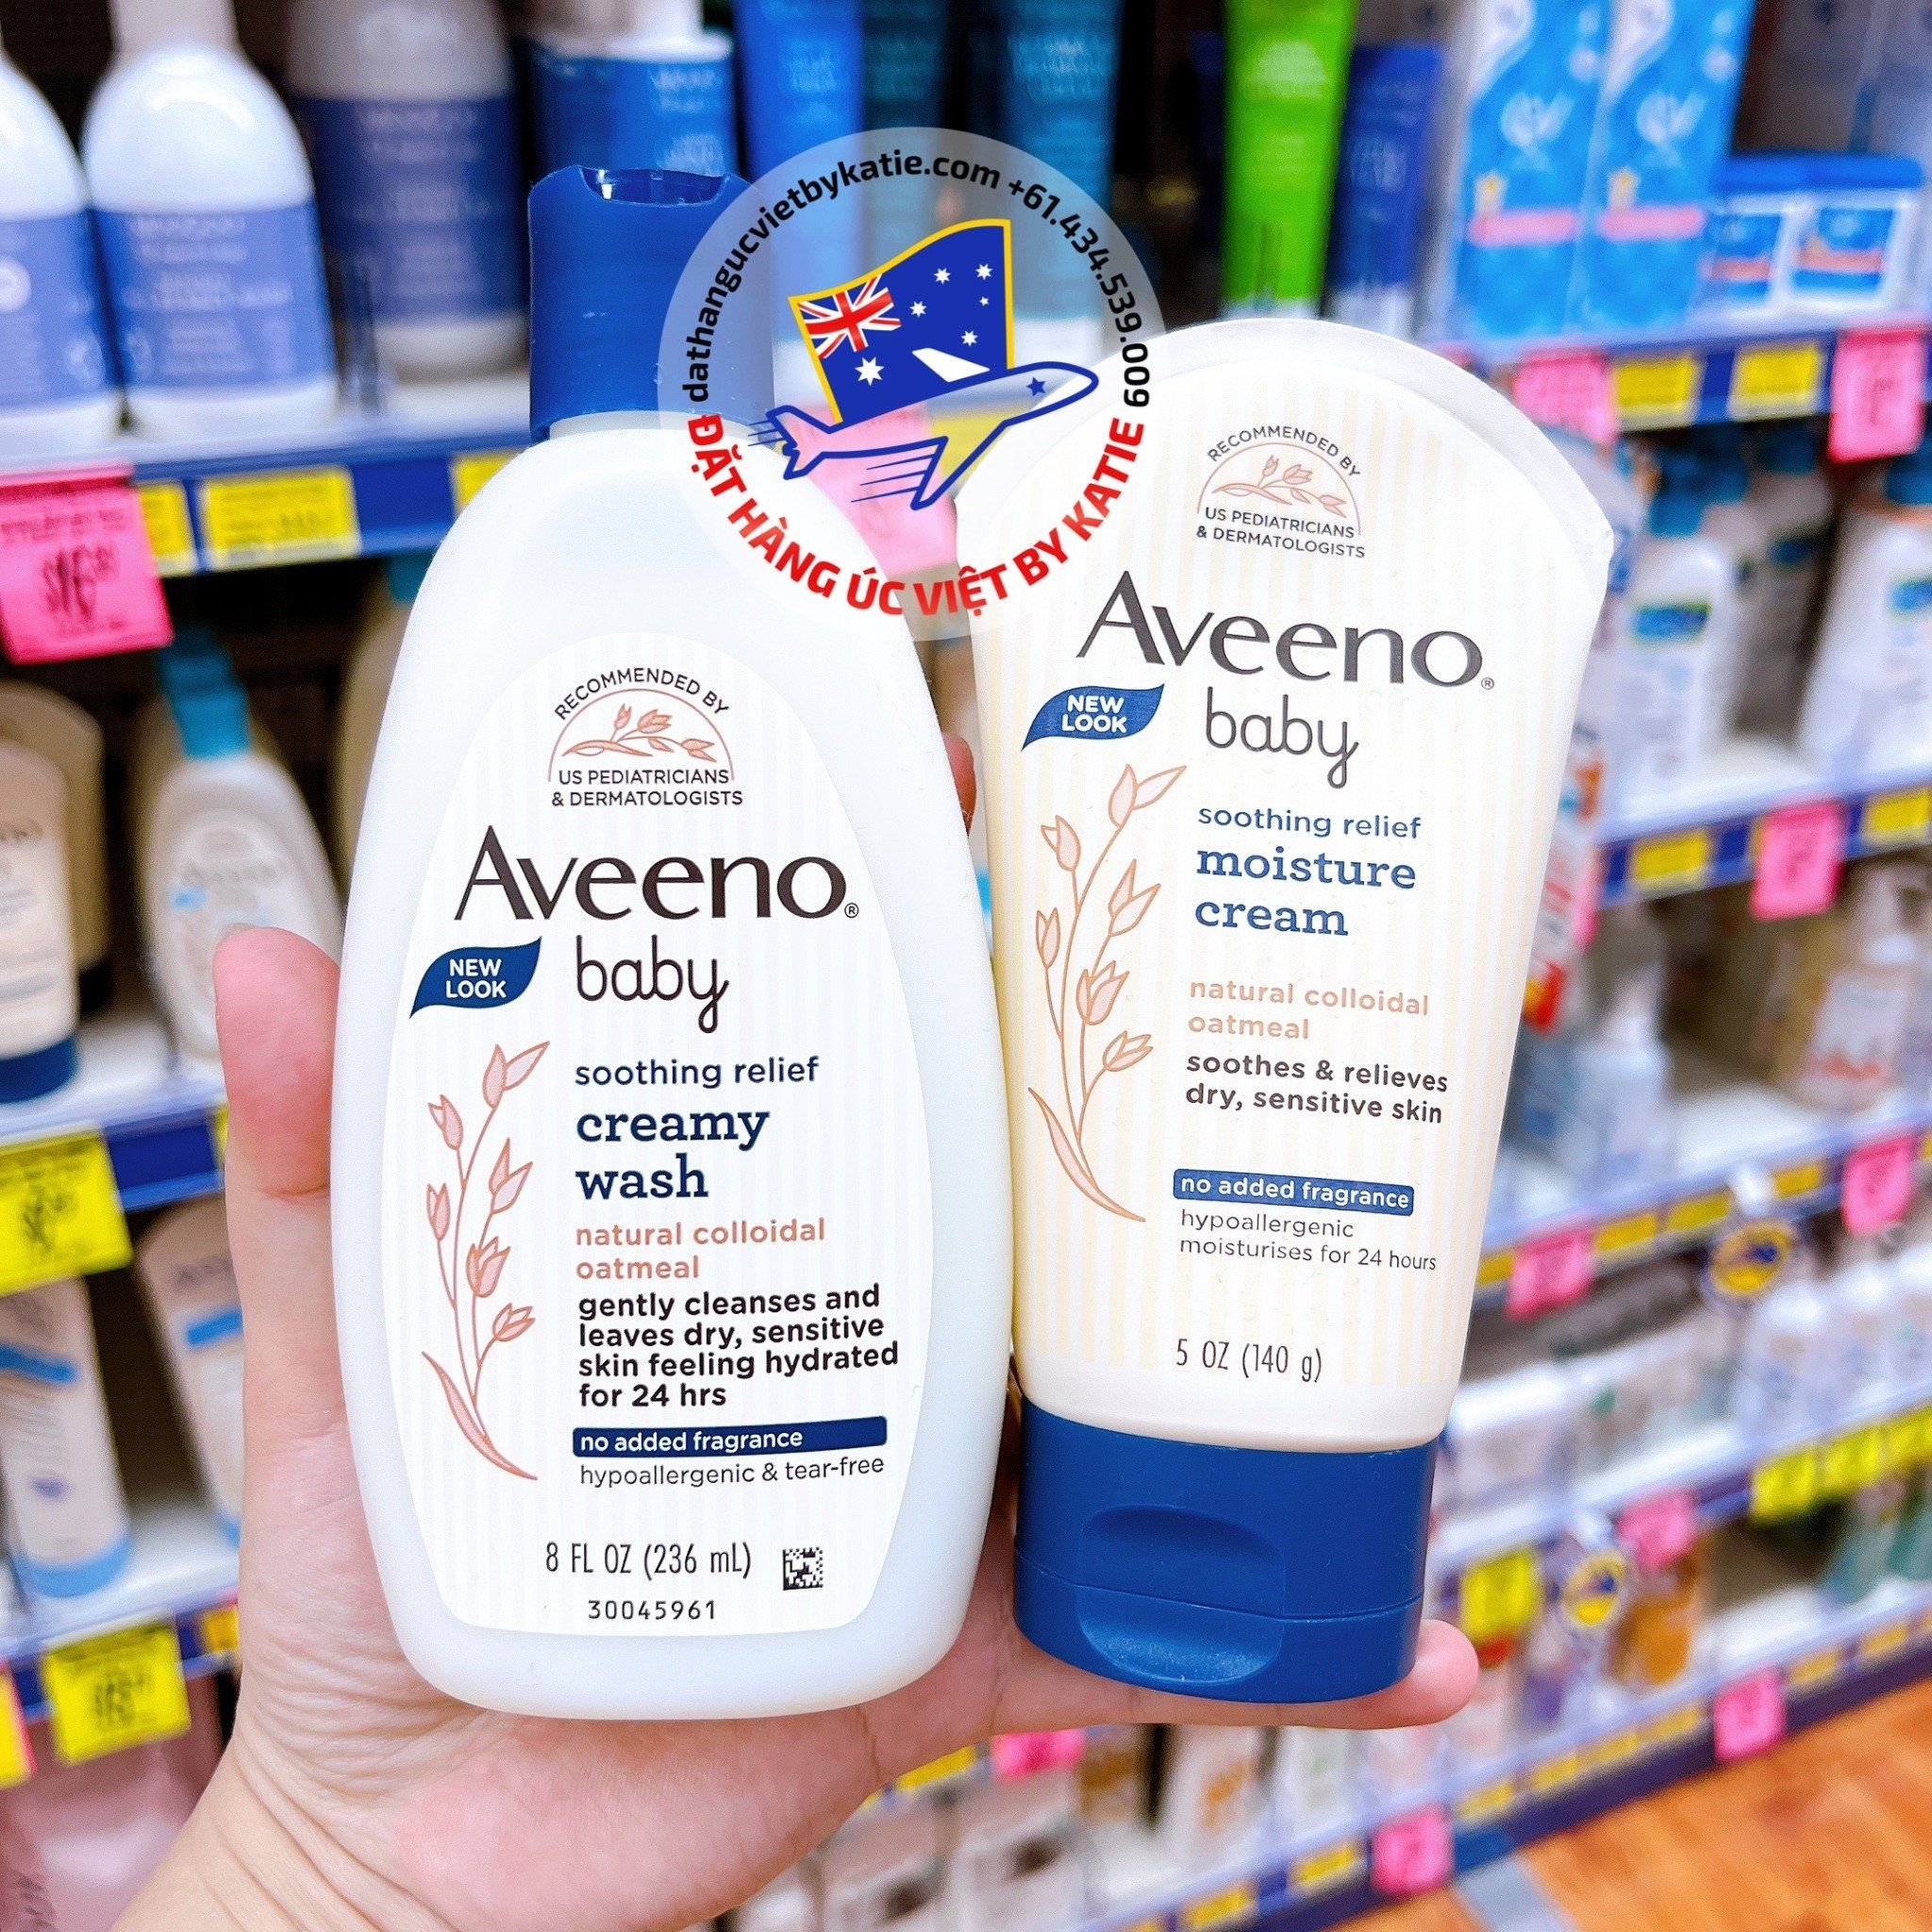 dathangucvietbykatie.com +61.434.539.009
ĐẶT HÀNG ÚC VIỆT BY KATIE
RECOMMENDED BY
US PEDIATRICIANS
& DERMATOLOGISTS
Aveeno®
NEW
LOOK
baby
soothing relief
creamy
wash
natural colloidal
oatmeal
gently cleanses and
leaves dry, sensitive
skin feeling hydrated
for 24 hrs
no added fragrance
hypoallergenic & tear-free
8 FL OZ (236 mL)
30045961
RECOMMENDED BY
US PEDIATRICIANS
& DERMATOLOGISTS
Aveeno®
NEW
LOOK
baby
soothing relief
moisture
cream
natural colloidal
oatmeal
soothes & relieves
dry, sensitive skin
no added fragrance
hypoallergenic
moisturises for 24 hours
5 OZ (140 g)